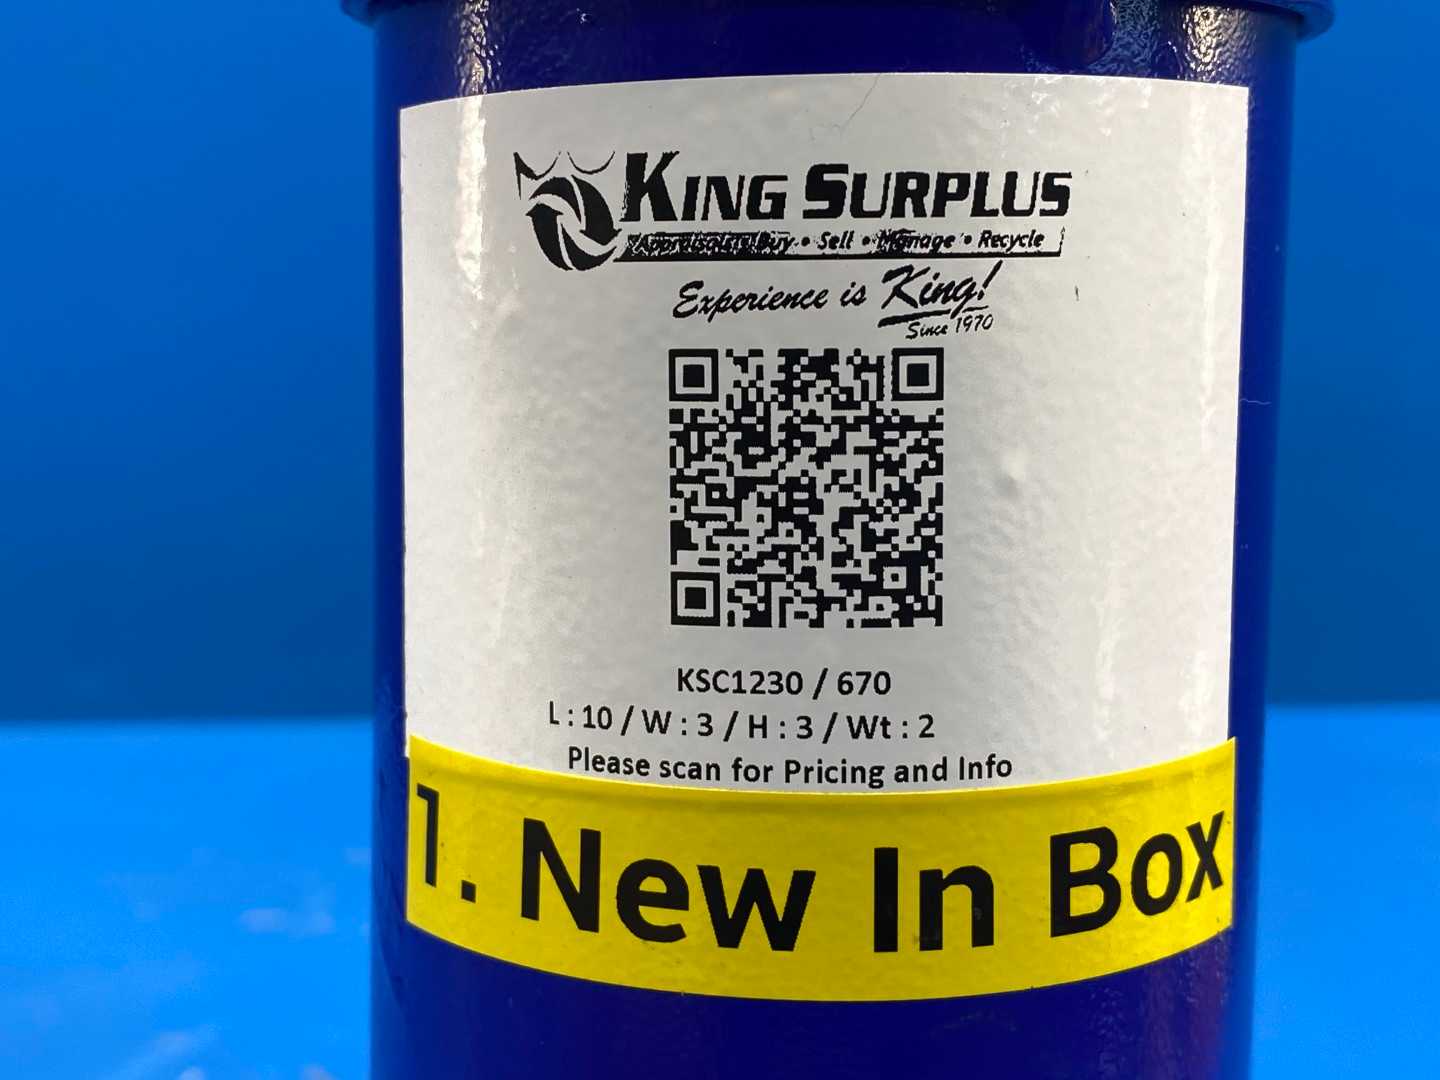 KING SURPLUS
Appraisals • Buy • Sell • Manage • Recycle
Experience is King!
Since 1970
KSC1230 / 670
L : 10 / W : 3 / H : 3 / Wt : 2
Please scan for Pricing and Info
1. New In Box